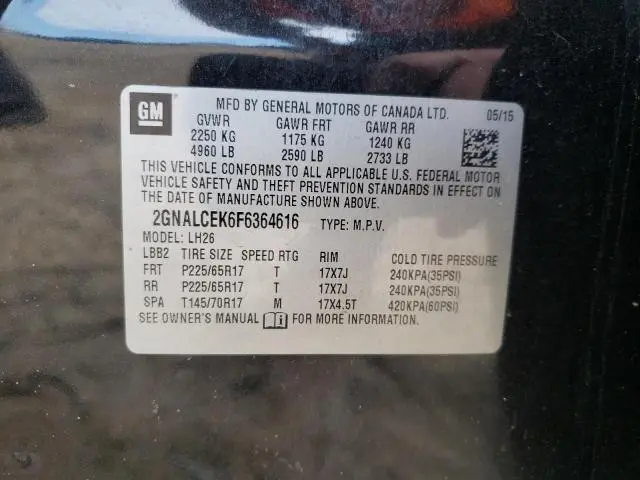 GM
MFD BY GENERAL MOTORS OF CANADA LTD. 05/15
GVWR GAWR FRT GAWR RR
2250 KG 1175 KG 1240 KG
4960 LB 2590 LB 2733 LB
THIS VEHICLE CONFORMS TO ALL APPLICABLE U.S. FEDERAL MOTOR
VEHICLE SAFETY AND THEFT PREVENTION STANDARDS IN EFFECT ON
THE DATE OF MANUFACTURE SHOWN ABOVE.
2GNALCEK6F6364616 TYPE: M.P.V.
MODEL: LH26
LBB2 TIRE SIZE SPEED RTG RIM COLD TIRE PRESSURE
FRT P225/65R17 T 17X7J 240KPA(35PSI)
RR P225/65R17 T 17X7J 240KPA(35PSI)
SPA T145/70R17 M 17X4.5T 420KPA(60PSI)
SEE OWNER'S MANUAL FOR MORE INFORMATION.